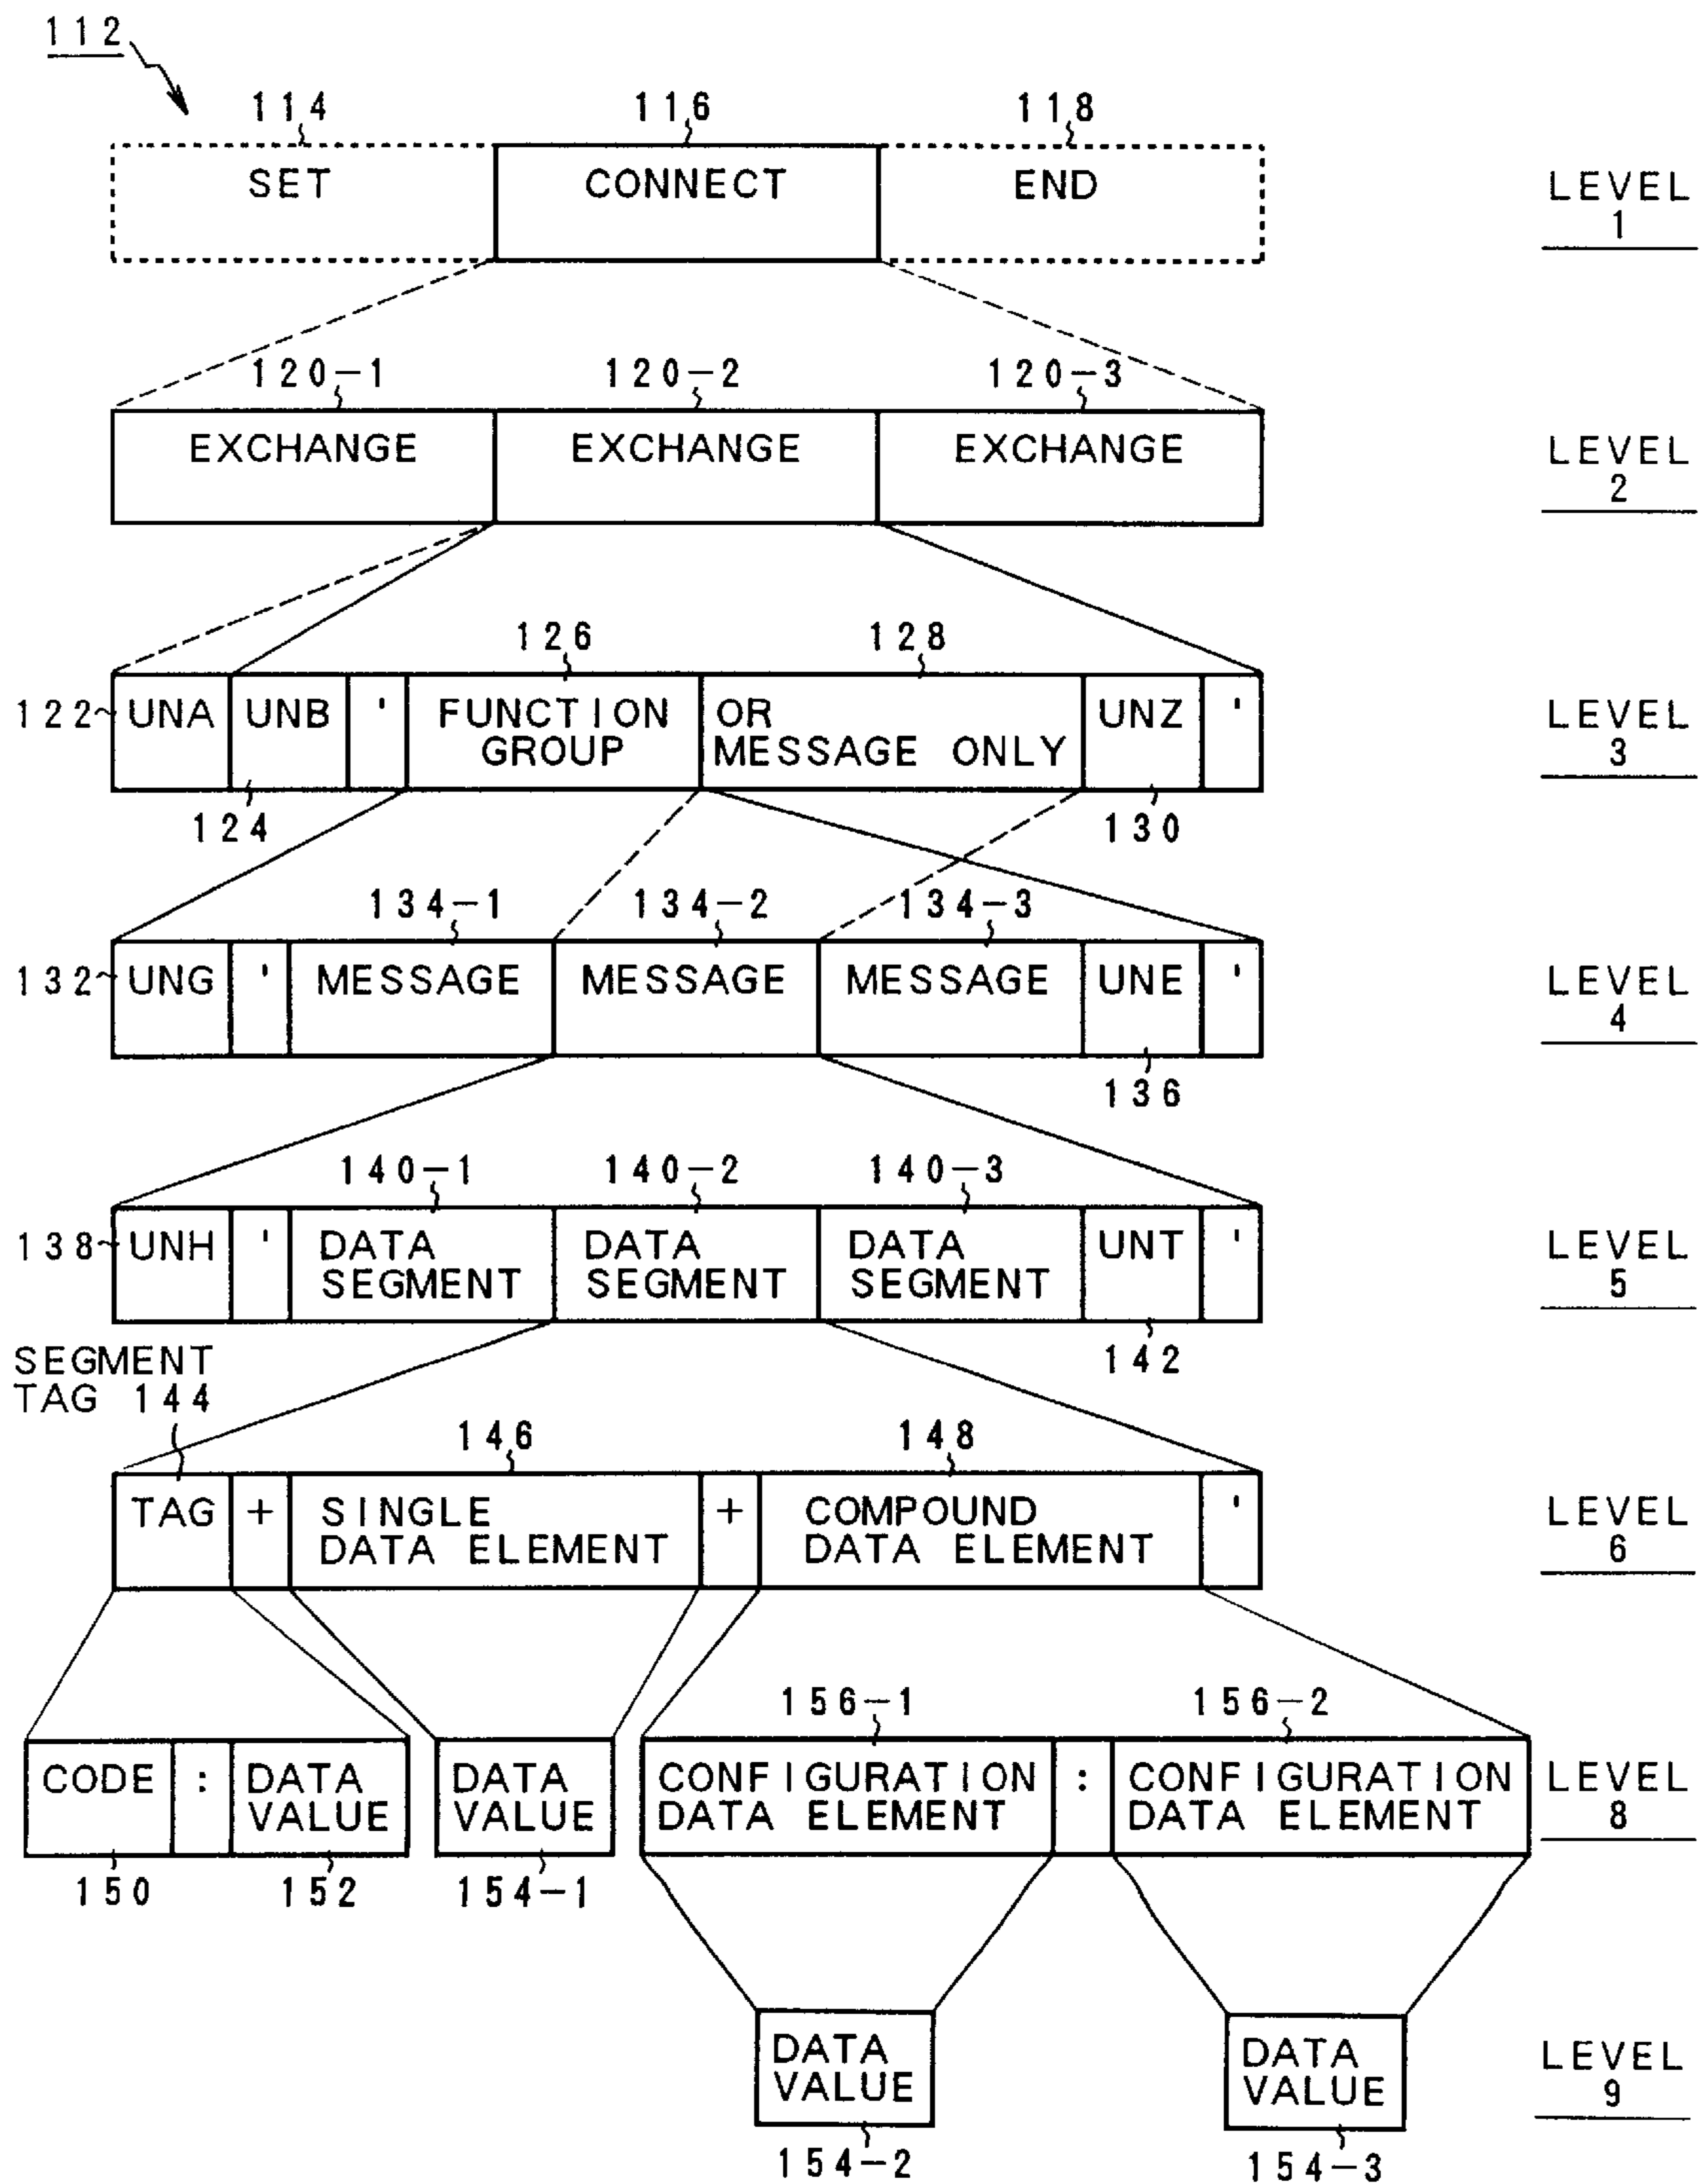 112
114 116 118
SET CONNECT END LEVEL 1
120-1 120-2 120-3
EXCHANGE EXCHANGE EXCHANGE LEVEL 2
126 128
122 UNA UNB ' FUNCTION GROUP OR MESSAGE ONLY UNZ ' LEVEL 3
124 130
134-1 134-2 134-3
132 UNG ' MESSAGE MESSAGE MESSAGE UNE ' LEVEL 4
136
140-1 140-2 140-3
138 UNH ' DATA SEGMENT DATA SEGMENT DATA SEGMENT UNT ' LEVEL 5
142
SEGMENT
TAG 144
146 148
TAG + SINGLE DATA ELEMENT + COMPOUND DATA ELEMENT ' LEVEL 6
156-1 156-2
CODE : DATA VALUE DATA VALUE CONFIGURATION DATA ELEMENT : CONFIGURATION DATA ELEMENT LEVEL 8
150 152 154-1
DATA VALUE DATA VALUE LEVEL 9
154-2 154-3